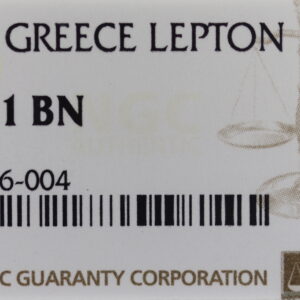 GREECE LEPTON
1 BN
6-004
C GUARANTY CORPORATION